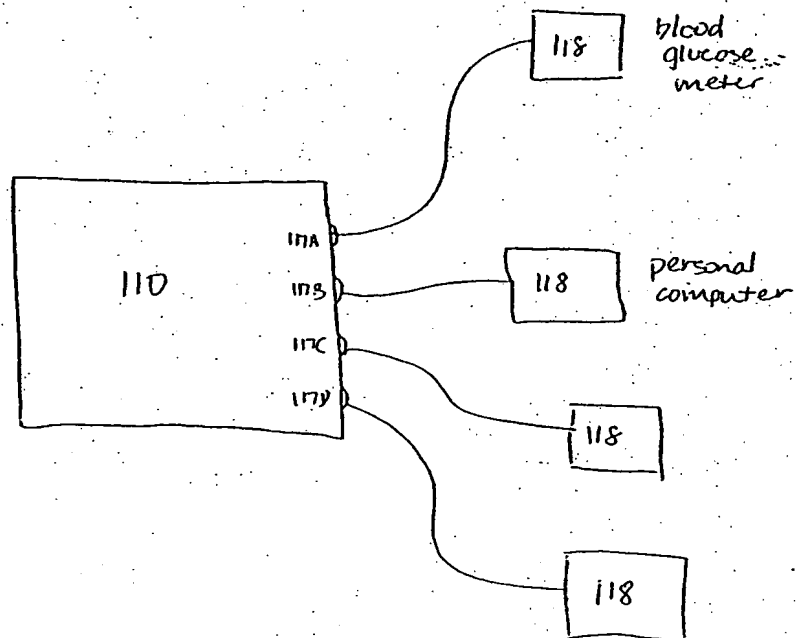 118
blood
glucose
meter
117A
110
117B
118
personal
computer
117C
117D
118
118